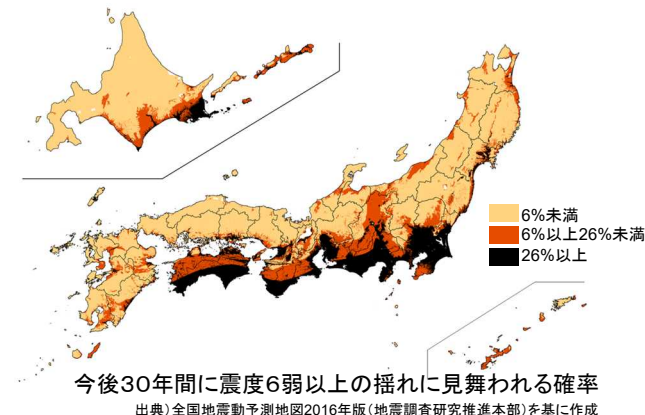 6%未満
6%以上26%未満
26%以上
今後30年間に震度6弱以上の揺れに見舞われる確率
出典)全国地震動予測地図2016年版(地震調査研究推進本部)を基に作成